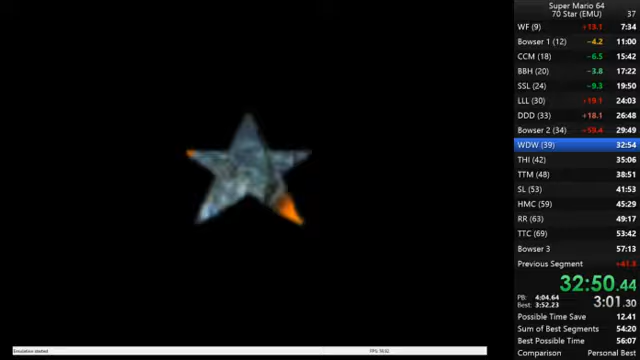 Super Mario 64
70 Star (EMU) 37
WF (9) +13.1 7:34
Bowser 1 (12) −4.2 11:00
CCM (18) −6.5 15:42
BBH (20) −3.8 17:22
SSL (24) −9.3 19:50
LLL (30) +19.1 24:03
DDD (33) +18.1 26:48
Bowser 2 (34) −59.4 29:49
WDW (39) 32:54
THI (42) 35:06
TTM (48) 38:51
SL (53) 41:53
HMC (59) 45:29
RR (63) 49:17
TTC (69) 53:42
Bowser 3 57:13
Previous Segment +41.3
32:50.44
PB: 4:04.64
Best: 3:52.23 3:01.30
Possible Time Save 12.41
Sum of Best Segments 54:20
Best Possible Time 56:07
Comparison Personal Best
Emulation started